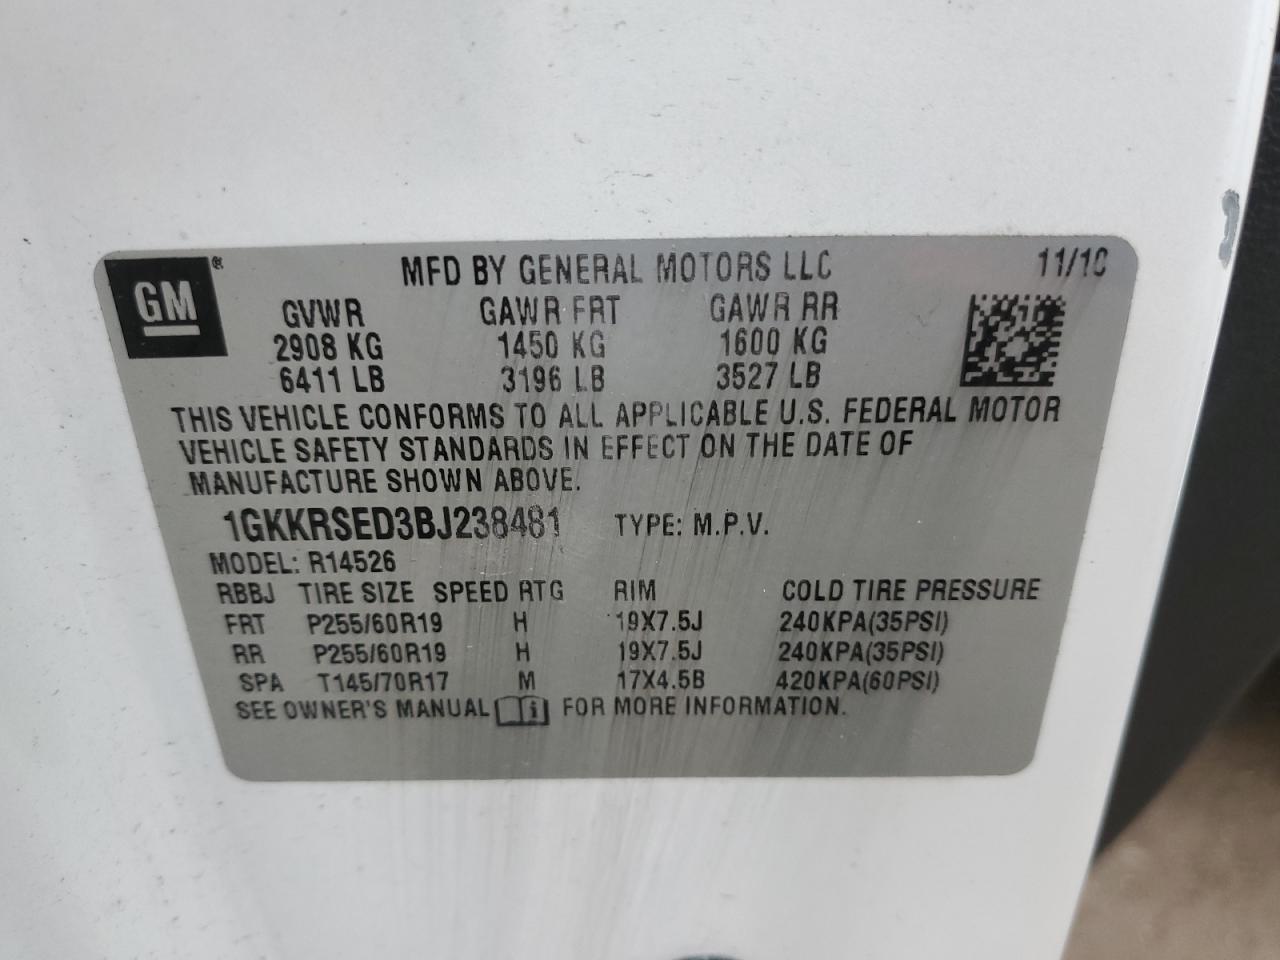 GM ®
MFD BY GENERAL MOTORS LLC 11/10
GVWR GAWR FRT GAWR RR
2908 KG 1450 KG 1600 KG
6411 LB 3196 LB 3527 LB
THIS VEHICLE CONFORMS TO ALL APPLICABLE U.S. FEDERAL MOTOR
VEHICLE SAFETY STANDARDS IN EFFECT ON THE DATE OF
MANUFACTURE SHOWN ABOVE.
1GKKRSED3BJ238481 TYPE: M.P.V.
MODEL: R14526
RBBJ TIRE SIZE SPEED RTG RIM COLD TIRE PRESSURE
FRT P255/60R19 H 19X7.5J 240KPA(35PSI)
RR P255/60R19 H 19X7.5J 240KPA(35PSI)
SPA T145/70R17 M 17X4.5B 420KPA(60PSI)
SEE OWNER'S MANUAL i FOR MORE INFORMATION.